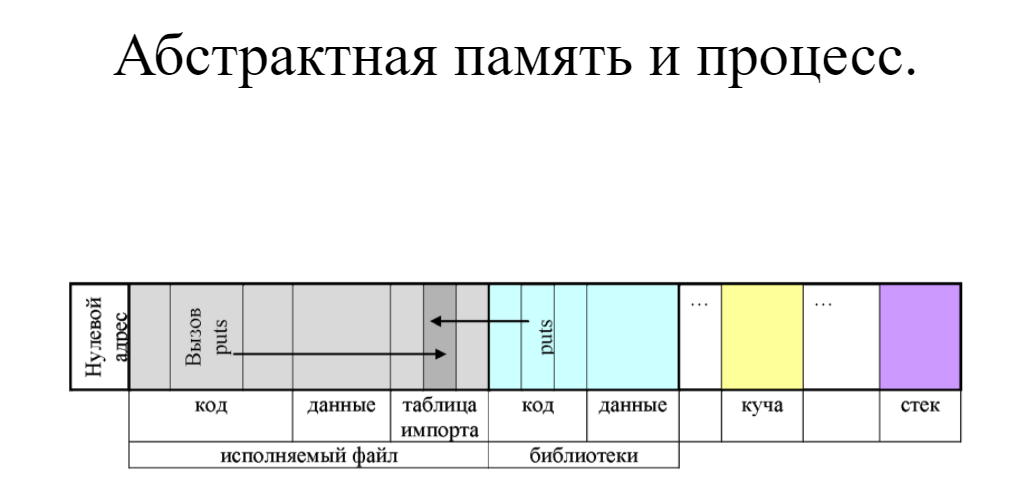 Абстрактная память и процесс.
Нулевой
адрес
Вызов
puts
puts
...
...
код
данные
таблица
импорта
код
данные
куча
стек
исполняемый файл
библиотеки